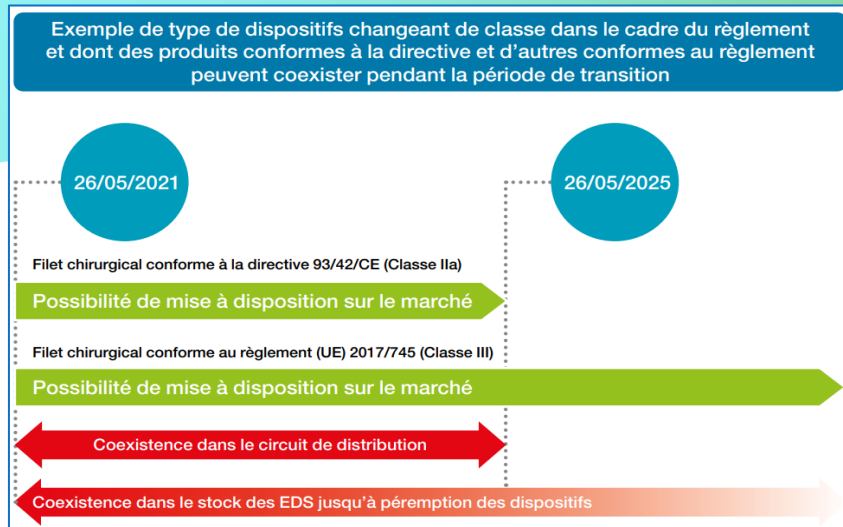 Exemple de type de dispositifs changeant de classe dans le cadre du règlement
et dont des produits conformes à la directive et d'autres conformes au règlement
peuvent coexister pendant la période de transition
26/05/2021
26/05/2025
Filet chirurgical conforme à la directive 93/42/CE (Classe IIa)
Possibilité de mise à disposition sur le marché
Filet chirurgical conforme au règlement (UE) 2017/745 (Classe III)
Possibilité de mise à disposition sur le marché
Coexistence dans le circuit de distribution
Coexistence dans le stock des EDS jusqu'à péremption des dispositifs